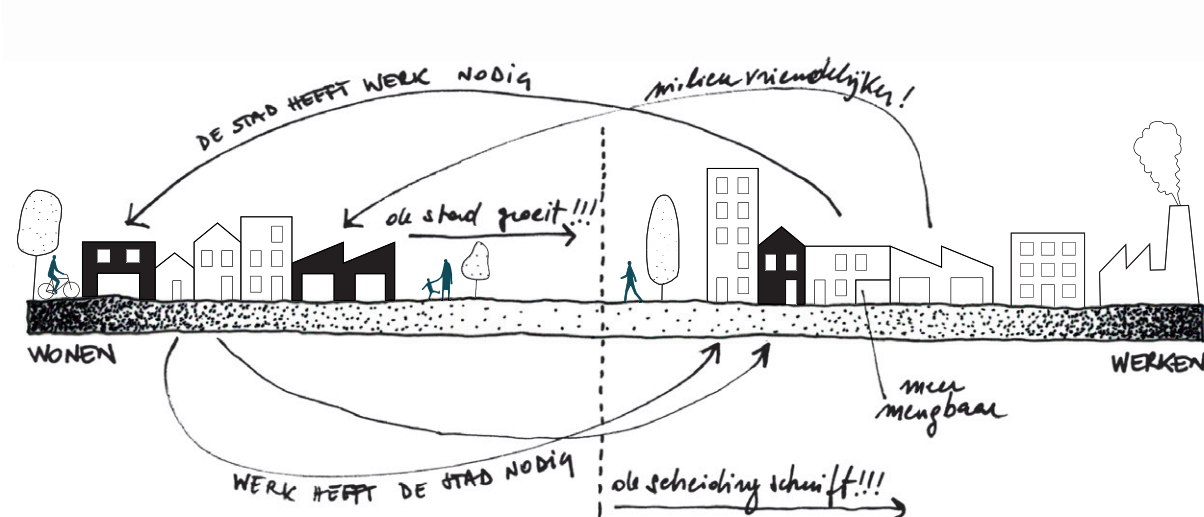 DE STAD HEEFT WERK NODIG
milieuvriendelijker!
de stad groeit!!!
WONEN
WERKEN
meer
mengbaar
WERK HEEFT DE STAD NODIG
de scheiding schuift!!!